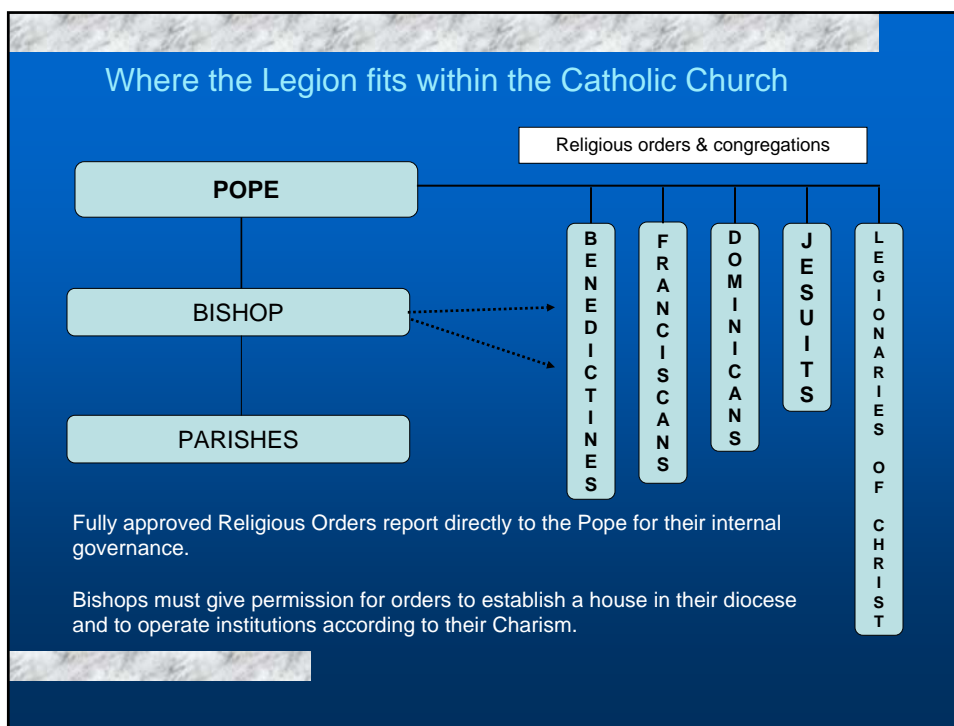 Where the Legion fits within the Catholic Church
Religious orders & congregations
POPE
BISHOP
PARISHES
BENEDICTINES
FRANCISCANS
DOMINICANS
JESUITS
LEGIONARIES OF CHRIST
Fully approved Religious Orders report directly to the Pope for their internal
governance.
Bishops must give permission for orders to establish a house in their diocese
and to operate institutions according to their Charism.